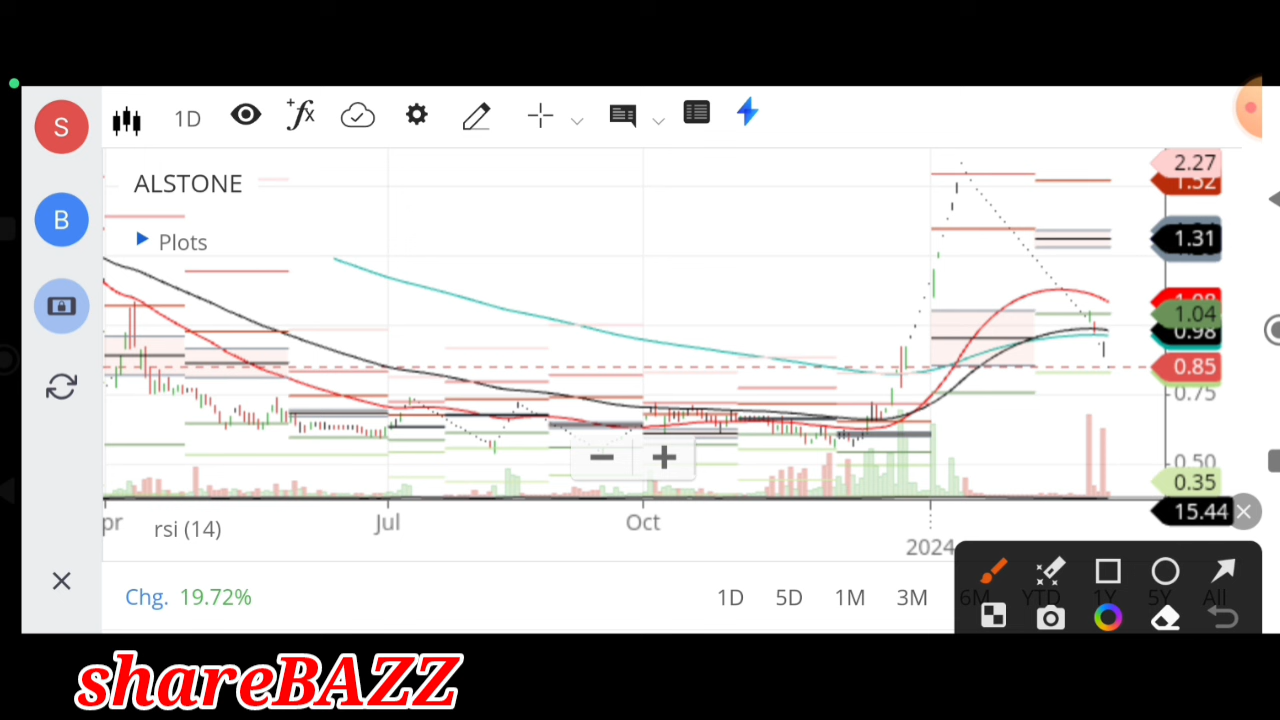 S
1D
fx
ALSTONE
B
Plots
2.27
1.52
1.31
1.04
0.98
0.85
0.75
0.50
0.35
15.44
pr
Jul
Oct
2024
rsi (14)
Chg. 19.72%
1D 5D 1M 3M 6M YTD 1Y 5Y All
shareBAZZ